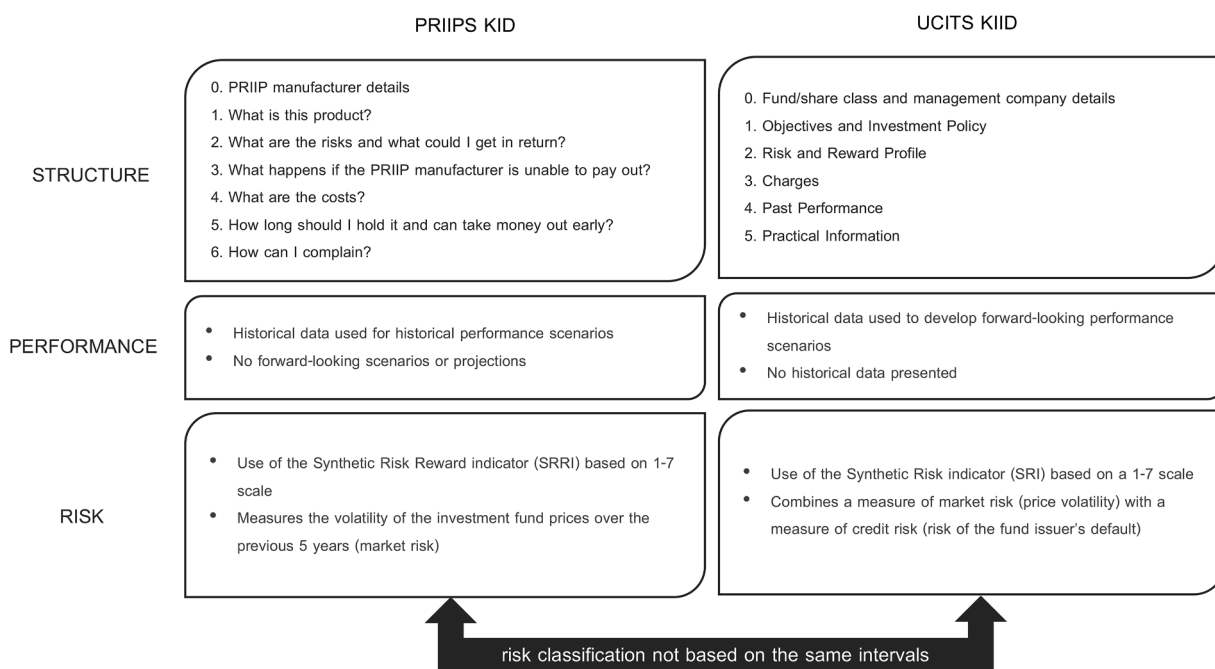 PRIIPS KID
UCITS KIID
STRUCTURE
0. PRIIP manufacturer details
1. What is this product?
2. What are the risks and what could I get in return?
3. What happens if the PRIIP manufacturer is unable to pay out?
4. What are the costs?
5. How long should I hold it and can take money out early?
6. How can I complain?
0. Fund/share class and management company details
1. Objectives and Investment Policy
2. Risk and Reward Profile
3. Charges
4. Past Performance
5. Practical Information
PERFORMANCE
• Historical data used for historical performance scenarios
• No forward-looking scenarios or projections
• Historical data used to develop forward-looking performance
scenarios
• No historical data presented
RISK
• Use of the Synthetic Risk Reward indicator (SRRI) based on 1-7
scale
• Measures the volatility of the investment fund prices over the
previous 5 years (market risk)
• Use of the Synthetic Risk indicator (SRI) based on a 1-7 scale
• Combines a measure of market risk (price volatility) with a
measure of credit risk (risk of the fund issuer's default)
risk classification not based on the same intervals